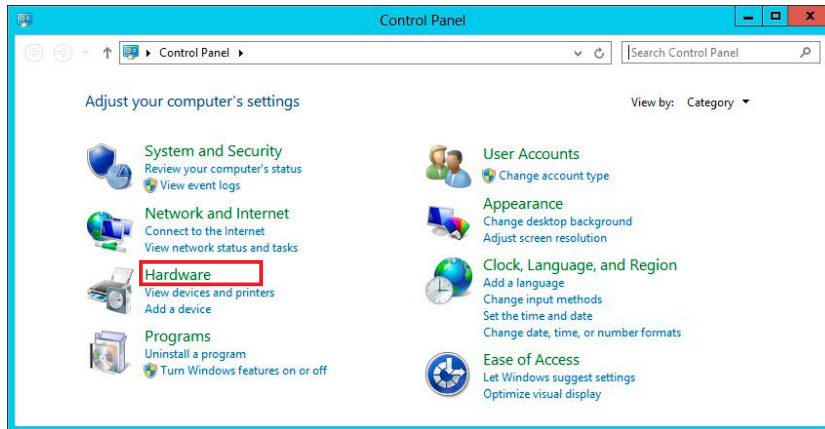 Control Panel
Control Panel
Search Control Panel
Adjust your computer's settings
View by: Category
System and Security
Review your computer's status
View event logs
Network and Internet
Connect to the Internet
View network status and tasks
Hardware
View devices and printers
Add a device
Programs
Uninstall a program
Turn Windows features on or off
User Accounts
Change account type
Appearance
Change desktop background
Adjust screen resolution
Clock, Language, and Region
Add a language
Change input methods
Set the time and date
Change date, time, or number formats
Ease of Access
Let Windows suggest settings
Optimize visual display